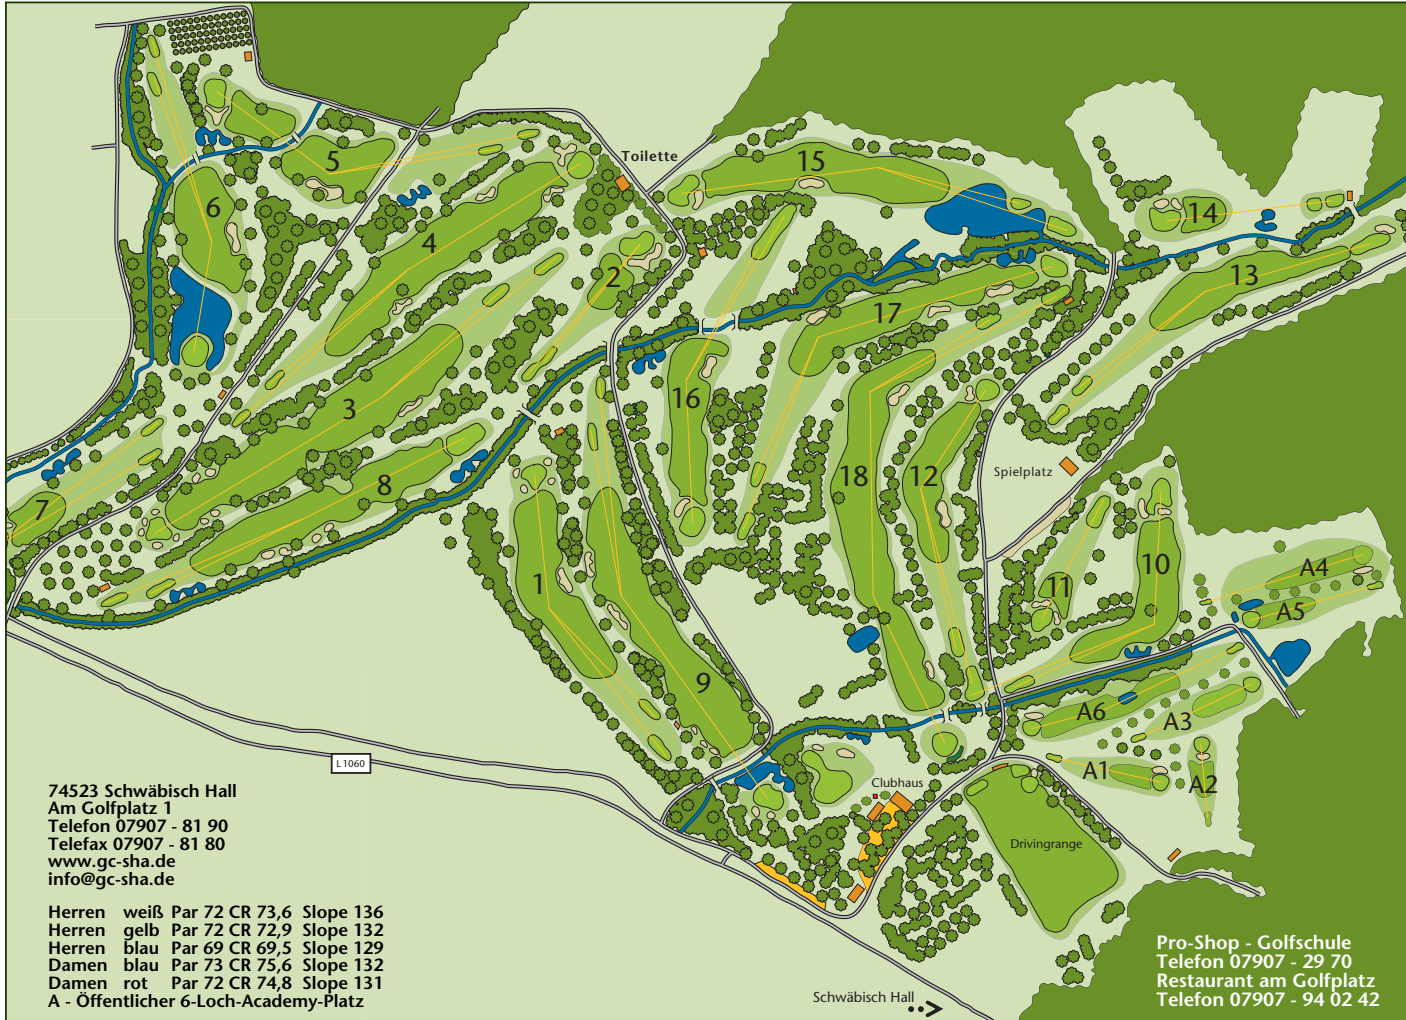 5
6
4
Toilette
2
15
14
13
17
3
16
8
7
18
12
Spielplatz
1
11
10
A4
A5
9
A6
A3
A1
A2
L 1060
Clubhaus
Drivingrange
74523 Schwäbisch Hall
Am Golfplatz 1
Telefon 07907 - 81 90
Telefax 07907 - 81 80
www.gc-sha.de
info@gc-sha.de
Herren weiß Par 72 CR 73,6 Slope 136
Herren gelb Par 72 CR 72,9 Slope 132
Herren blau Par 69 CR 69,5 Slope 129
Damen blau Par 73 CR 75,6 Slope 132
Damen rot Par 72 CR 74,8 Slope 131
A - Öffentlicher 6-Loch-Academy-Platz
Schwäbisch Hall
Pro-Shop - Golfschule
Telefon 07907 - 29 70
Restaurant am Golfplatz
Telefon 07907 - 94 02 42